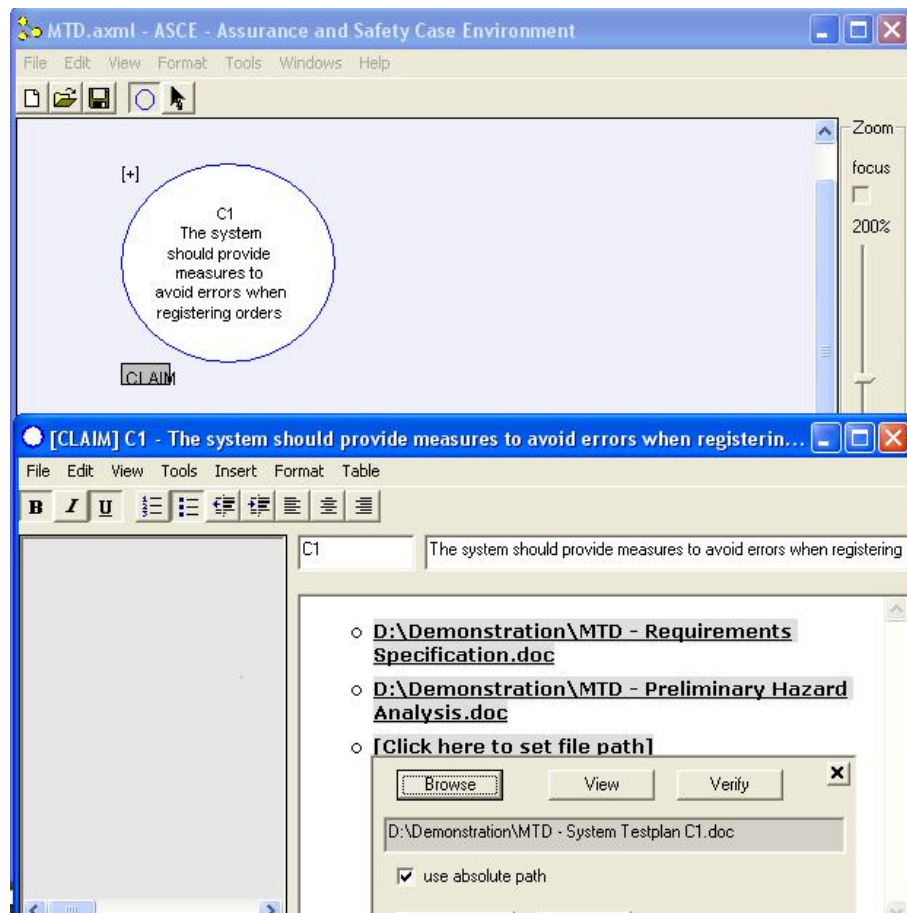 MTD.axml - ASCE - Assurance and Safety Case Environment
File Edit View Format Tools Windows Help
Zoom
focus
200%
[+]
C1
The system
should provide
measures to
avoid errors when
registering orders
CLAIM
[CLAIM] C1 - The system should provide measures to avoid errors when registerin...
File Edit View Tools Insert Format Table
B I U
C1 The system should provide measures to avoid errors when registering
D:\Demonstration\MTD - Requirements
Specification.doc
D:\Demonstration\MTD - Preliminary Hazard
Analysis.doc
[Click here to set file path]
Browse View Verify
D:\Demonstration\MTD - System Testplan C1.doc
use absolute path